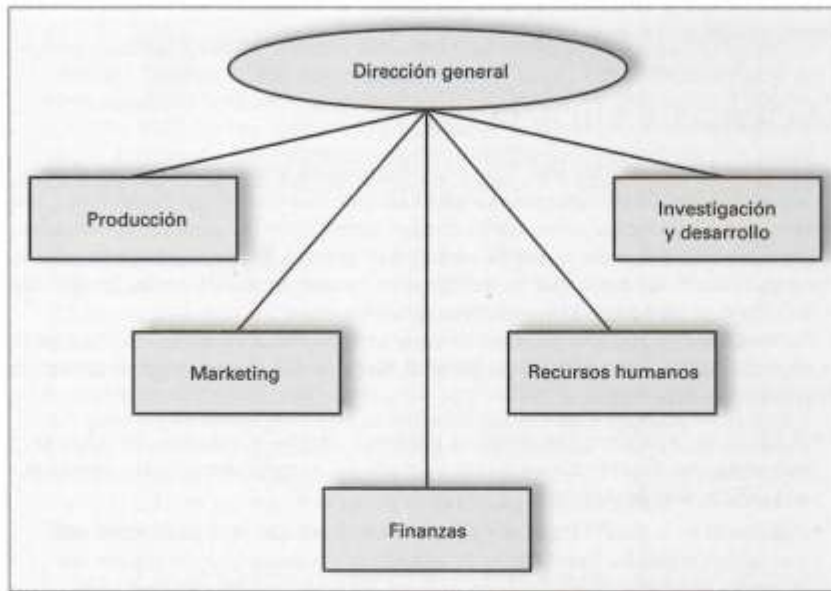 Dirección general
Producción
Investigación
y desarrollo
Marketing
Recursos humanos
Finanzas